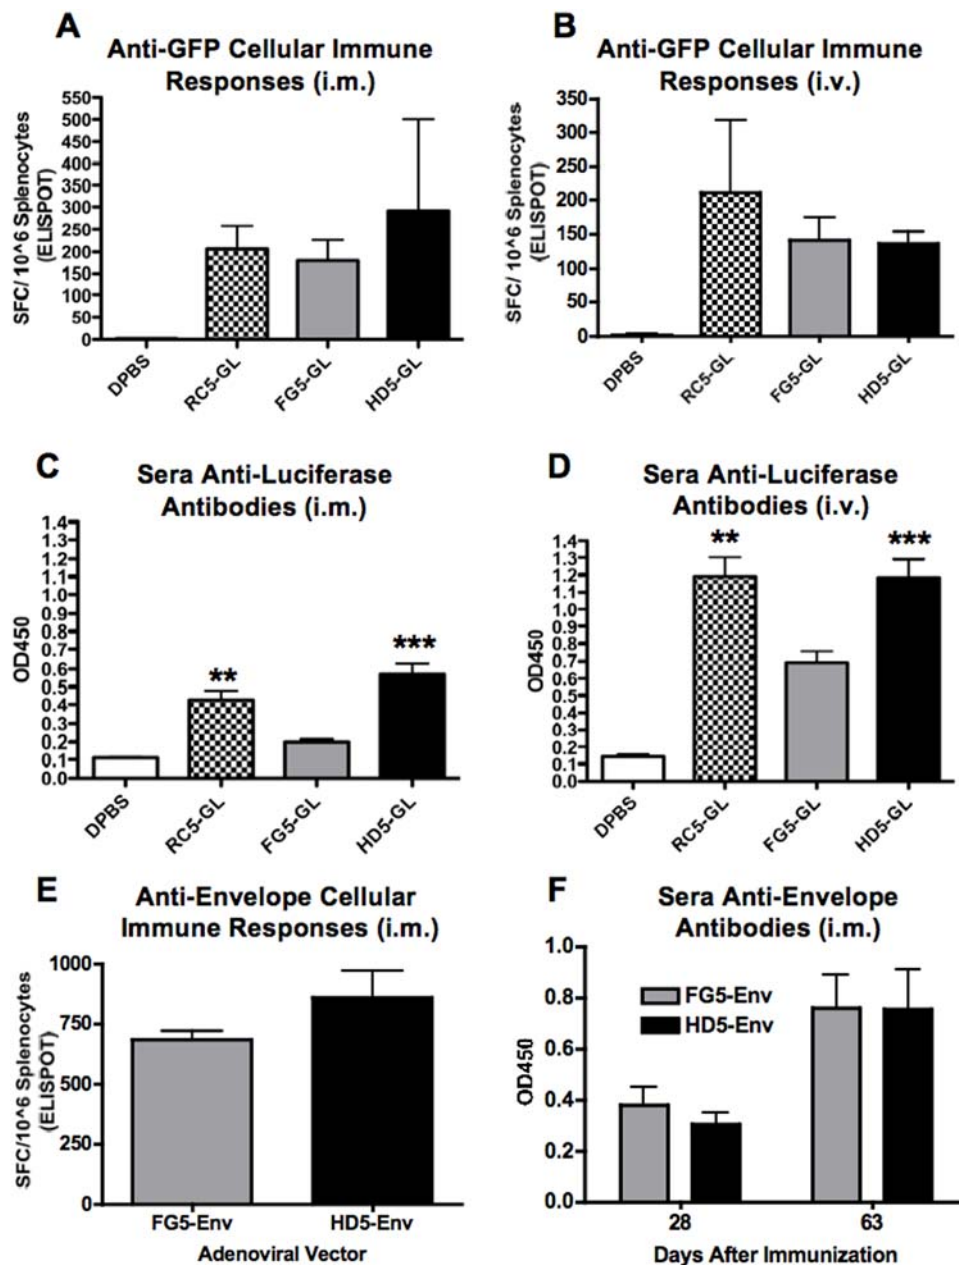 A
Anti-GFP Cellular Immune
Responses (i.m.)
SFC/ 10^6 Splenocytes
(ELISPOT)
550
500
450
400
350
300
250
200
150
100
50
0
DPBS
RC5-GL
FG5-GL
HD5-GL
B
Anti-GFP Cellular Immune
Responses (i.v.)
SFC/ 10^6 Splenocytes
(ELISPOT)
350
300
250
200
150
100
50
0
DPBS
RC5-GL
FG5-GL
HD5-GL
C
Sera Anti-Luciferase
Antibodies (i.m.)
OD450
1.4
1.3
1.2
1.1
1.0
0.9
0.8
0.7
0.6
0.5
0.4
0.3
0.2
0.1
0.0
**
***
DPBS
RC5-GL
FG5-GL
HD5-GL
D
Sera Anti-Luciferase
Antibodies (i.v.)
OD450
1.4
1.3
1.2
1.1
1.0
0.9
0.8
0.7
0.6
0.5
0.4
0.3
0.2
0.1
0.0
**
***
DPBS
RC5-GL
FG5-GL
HD5-GL
E
Anti-Envelope Cellular
Immune Responses (i.m.)
SFC/10^6 Splenocytes
(ELISPOT)
1000
750
500
250
0
FG5-Env
HD5-Env
Adenoviral Vector
F
Sera Anti-Envelope
Antibodies (i.m.)
OD450
1.0
0.8
0.6
0.4
0.2
0.0
FG5-Env
HD5-Env
28
63
Days After Immunization